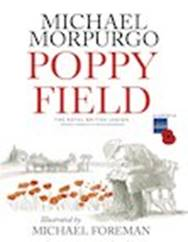 MICHAEL
MORPURGO
POPPY
FIELD
THE ROYAL BRITISH LEGION
Illustrated by
MICHAEL FOREMAN